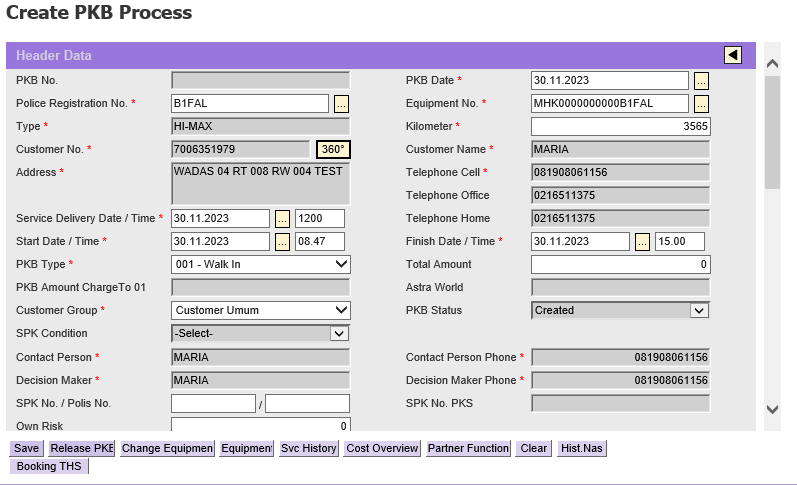 Create PKB Process
Header Data
PKB No. PKB Date * 30.11.2023 ...
Police Registration No. * B1FAL ... Equipment No. * MHK0000000000B1FAL ...
Type * HI-MAX Kilometer * 3565
Customer No. * 7006351979 360° Customer Name * MARIA
Address * WADAS 04 RT 008 RW 004 TEST Telephone Cell * 081908061156
Telephone Office 0216511375
Service Delivery Date / Time * 30.11.2023 ... 1200 Telephone Home 0216511375
Start Date / Time * 30.11.2023 ... 08.47 Finish Date / Time * 30.11.2023 ... 15.00
PKB Type * 001 - Walk In Total Amount 0
PKB Amount ChargeTo 01 Astra World
Customer Group * Customer Umum PKB Status Created
SPK Condition -Select-
Contact Person * MARIA Contact Person Phone * 081908061156
Decision Maker * MARIA Decision Maker Phone * 081908061156
SPK No. / Polis No. / SPK No. PKS
Own Risk 0
Save Release PKB Change Equipmen Equipment Svc History Cost Overview Partner Function Clear Hist.Nas
Booking THS